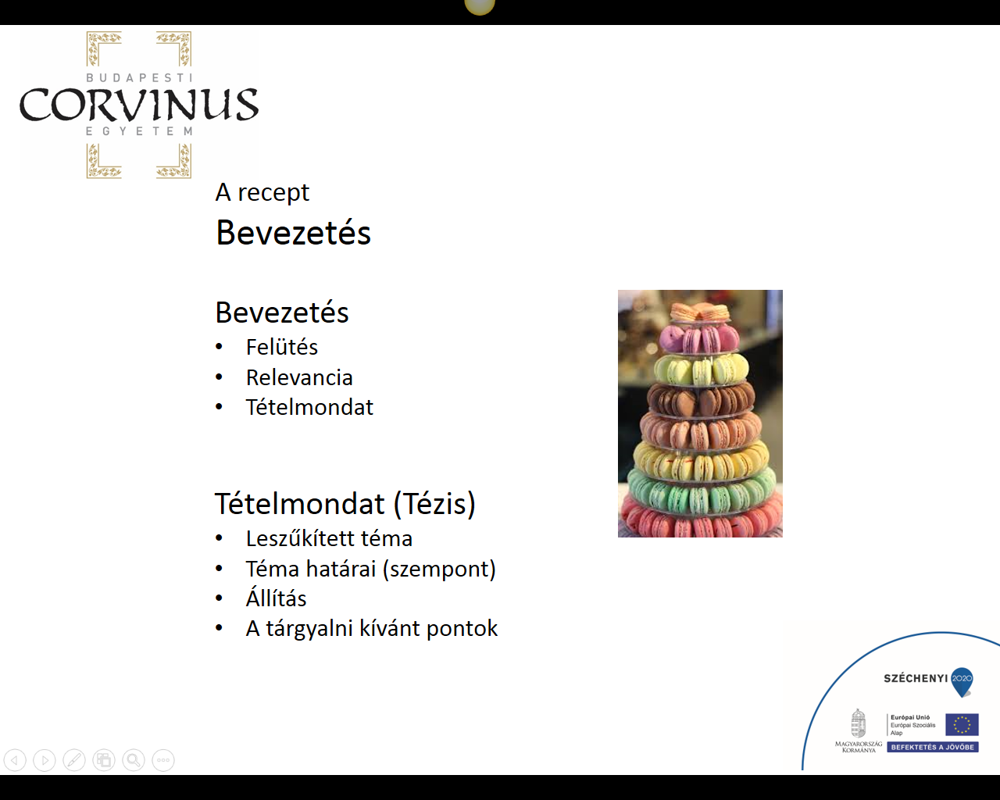 BUDAPESTI
CORVINUS
EGYETEM
A recept
Bevezetés
Bevezetés
• Felütés
• Relevancia
• Tételmondat
Tételmondat (Tézis)
• Leszűkített téma
• Téma határai (szempont)
• Állítás
• A tárgyalni kívánt pontok
SZÉCHENYI 2020
MAGYARORSZÁG
KORMÁNYA
Európai Unió
Európai Szociális
Alap
BEFEKTETÉS A JÖVŐBE